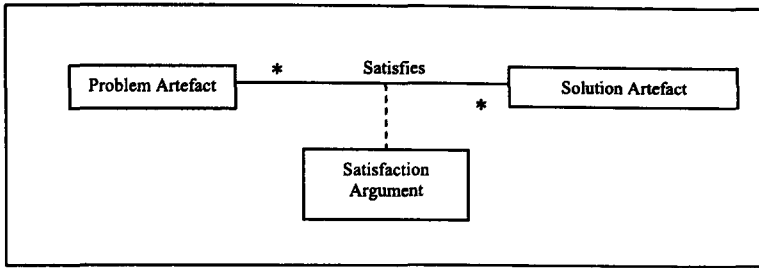 * Satisfies
Problem Artefact
Solution Artefact
*
Satisfaction
Argument